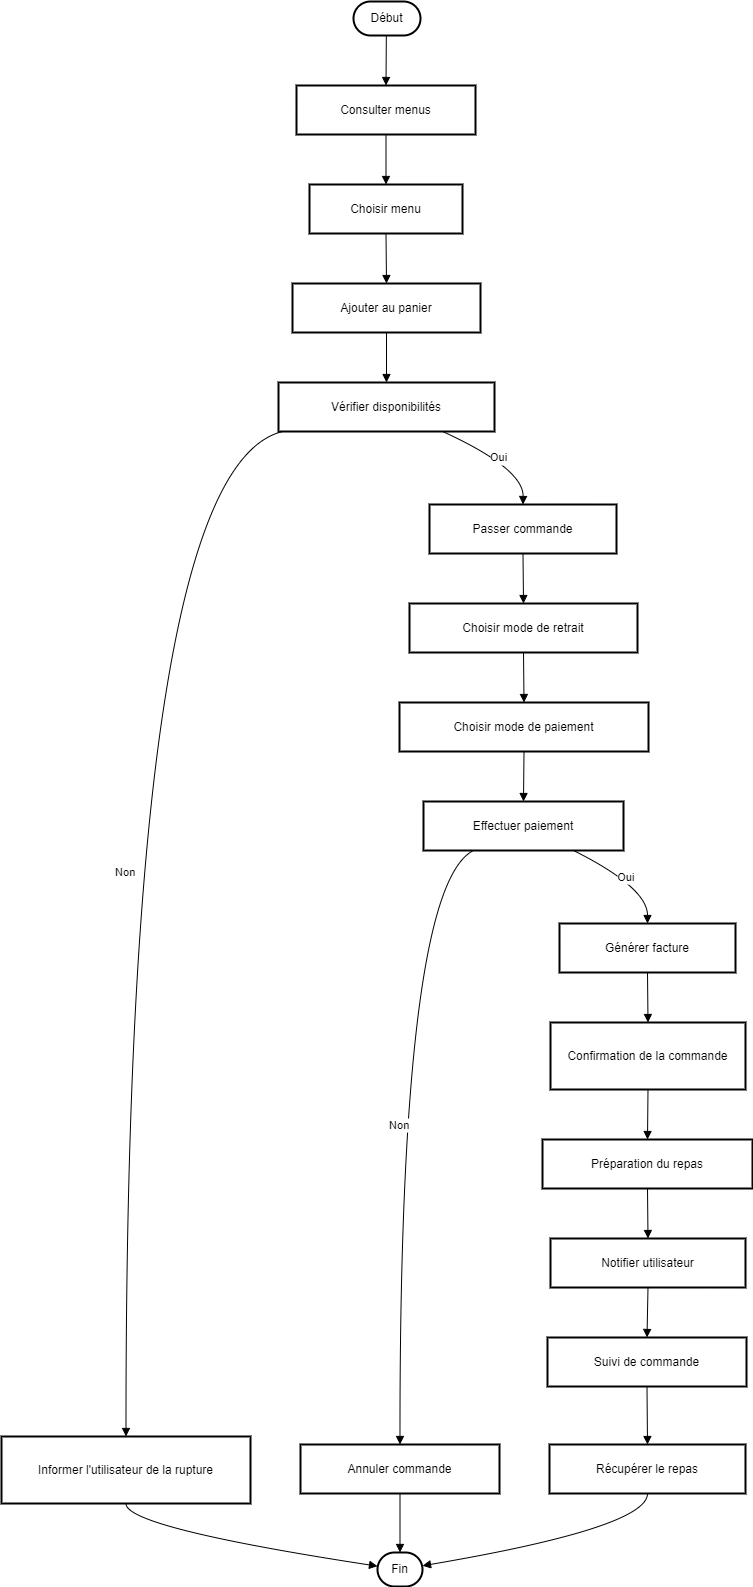 Début
Consulter menus
Choisir menu
Ajouter au panier
Vérifier disponibilités
Oui
Passer commande
Choisir mode de retrait
Choisir mode de paiement
Effectuer paiement
Non
Oui
Générer facture
Confirmation de la commande
Non
Préparation du repas
Notifier utilisateur
Suivi de commande
Informer l'utilisateur de la rupture
Annuler commande
Récupérer le repas
Fin